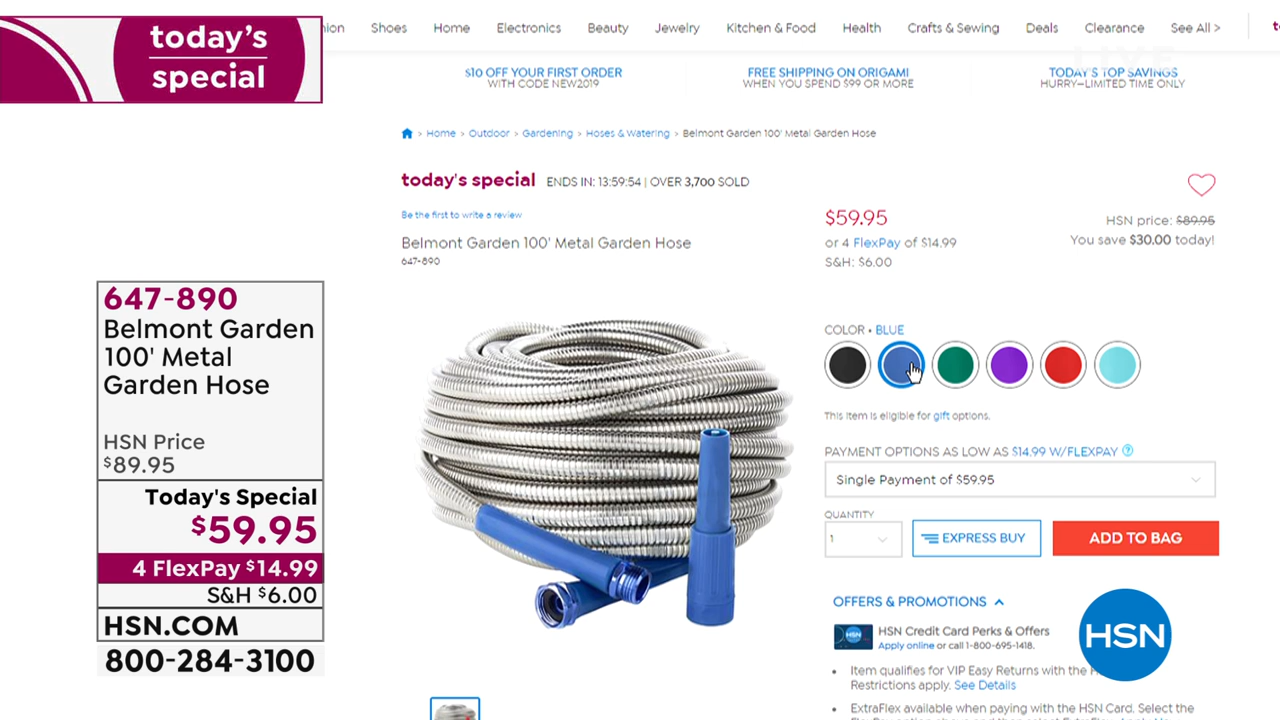 today's
special
Shoes Home Electronics Beauty Jewelry Kitchen & Food Health Crafts & Sewing Deals Clearance See All >
LIVE
$10 OFF YOUR FIRST ORDER
WITH CODE NEW2019
FREE SHIPPING ON ORIGAMI
WHEN YOU SPEND $99 OR MORE
TODAY'S TOP SAVINGS
HURRY—LIMITED TIME ONLY
> Home > Outdoor > Gardening > Hoses & Watering > Belmont Garden 100' Metal Garden Hose
today's special ENDS IN: 13:59:54 | OVER 3,700 SOLD
Be the first to write a review
Belmont Garden 100' Metal Garden Hose
647-890
$59.95
or 4 FlexPay of $14.99
S&H: $6.00
HSN price: $89.95
You save $30.00 today!
COLOR • BLUE
This item is eligible for gift options.
PAYMENT OPTIONS AS LOW AS $14.99 W/FLEXPAY ?
Single Payment of $59.95
QUANTITY
1
EXPRESS BUY
ADD TO BAG
OFFERS & PROMOTIONS
HSN
HSN Credit Card Perks & Offers
Apply online or call 1-800-695-1418.
• Item qualifies for VIP Easy Returns with the
Restrictions apply. See Details
• ExtraFlex available when paying with the HSN Card. Select the
HSN
647-890
Belmont Garden
100' Metal
Garden Hose
HSN Price
$89.95
Today's Special
$59.95
4 FlexPay $14.99
S&H $6.00
HSN.COM
800-284-3100